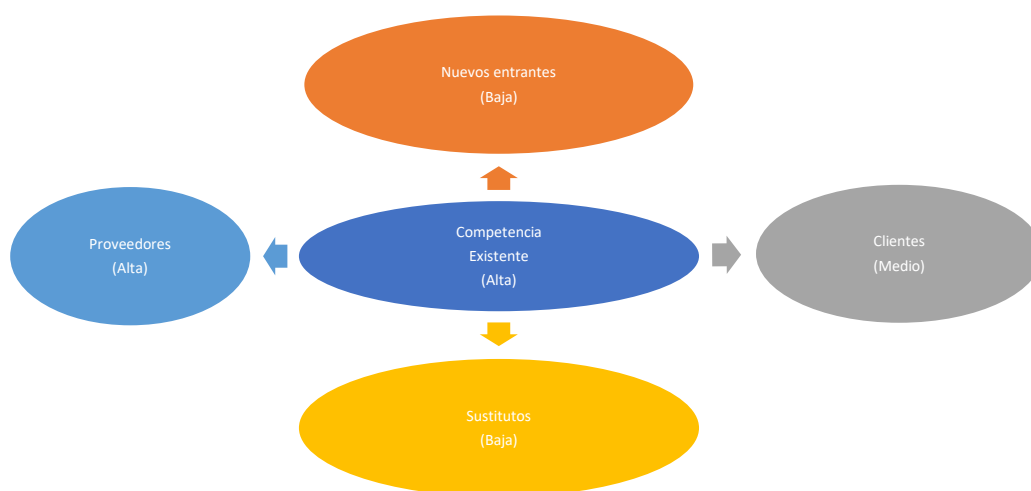 Nuevos entrantes
(Baja)
Proveedores
(Alta)
Competencia
Existente
(Alta)
Clientes
(Medio)
Sustitutos
(Baja)